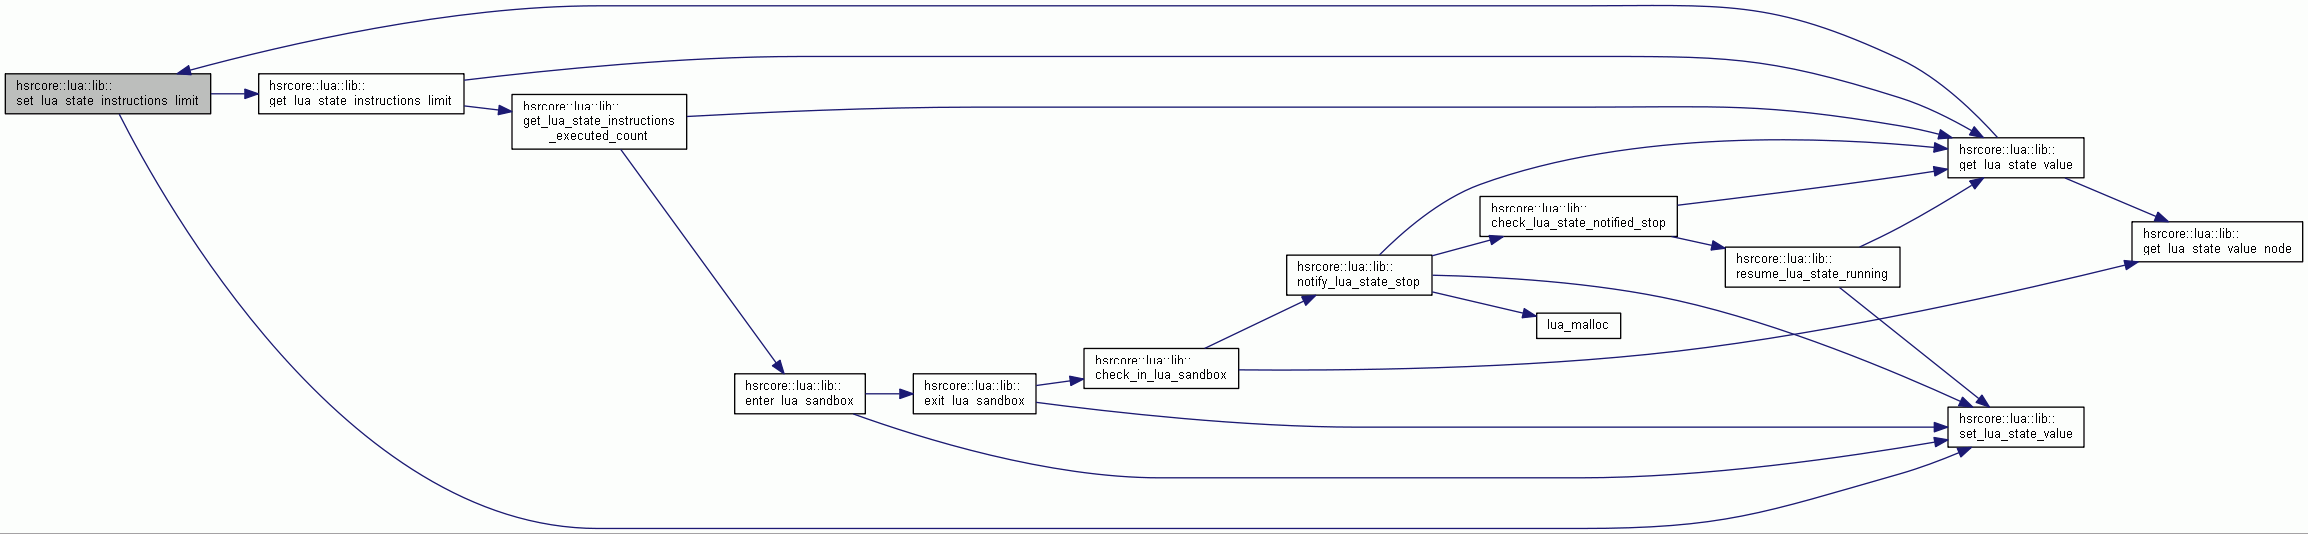 hsrcore::lua::lib::
set_lua_state_instructions_limit
hsrcore::lua::lib::
get_lua_state_instructions_limit
hsrcore::lua::lib::
get_lua_state_instructions
_executed_count
hsrcore::lua::lib::
enter_lua_sandbox
hsrcore::lua::lib::
exit_lua_sandbox
hsrcore::lua::lib::
check_in_lua_sandbox
hsrcore::lua::lib::
notify_lua_state_stop
hsrcore::lua::lib::
check_lua_state_notified_stop
lua_malloc
hsrcore::lua::lib::
resume_lua_state_running
hsrcore::lua::lib::
get_lua_state_value
hsrcore::lua::lib::
get_lua_state_value_node
hsrcore::lua::lib::
set_lua_state_value